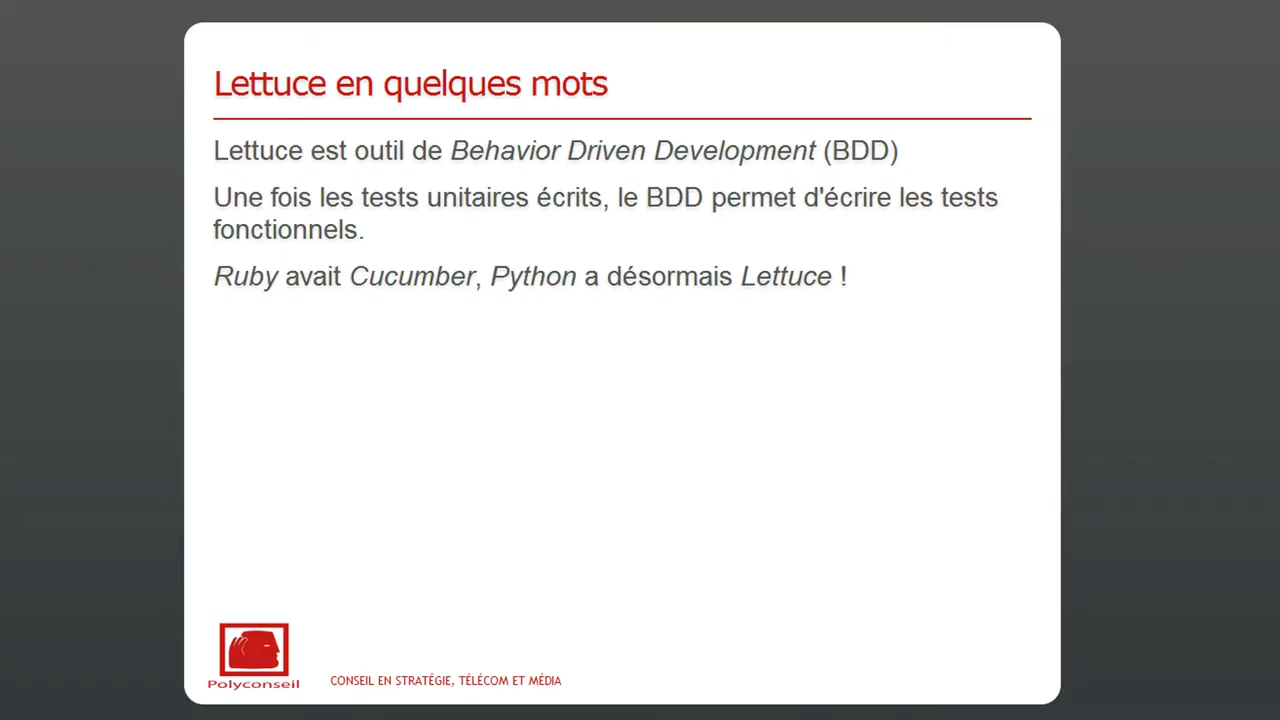 Lettuce en quelques mots
Lettuce est outil de Behavior Driven Development (BDD)
Une fois les tests unitaires écrits, le BDD permet d'écrire les tests
fonctionnels.
Ruby avait Cucumber, Python a désormais Lettuce !
Polyconseil
CONSEIL EN STRATÉGIE, TÉLÉCOM ET MÉDIA